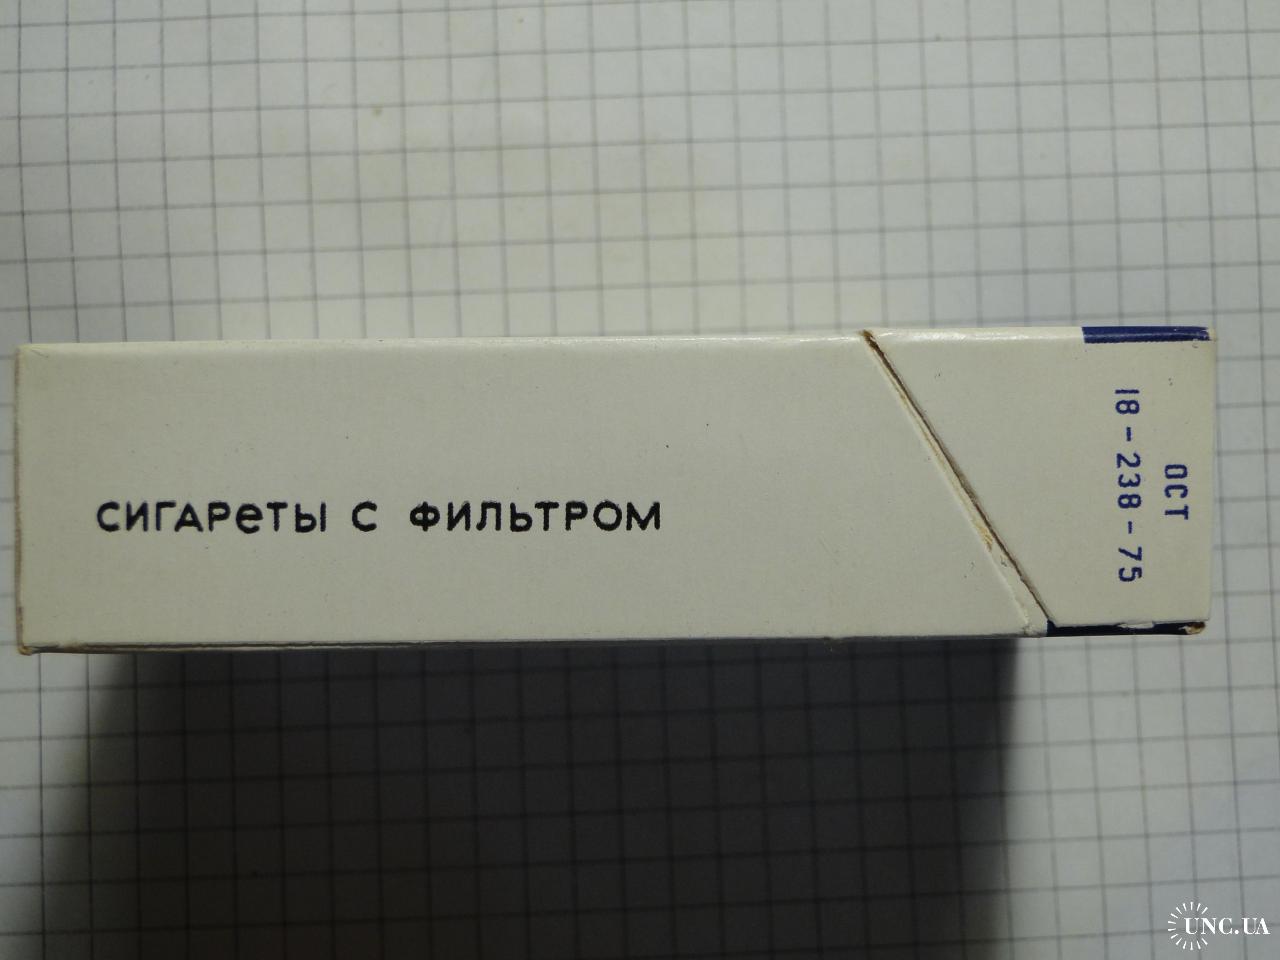 сигареты с фильтром
ОСТ
18-238-75
UNC.UA